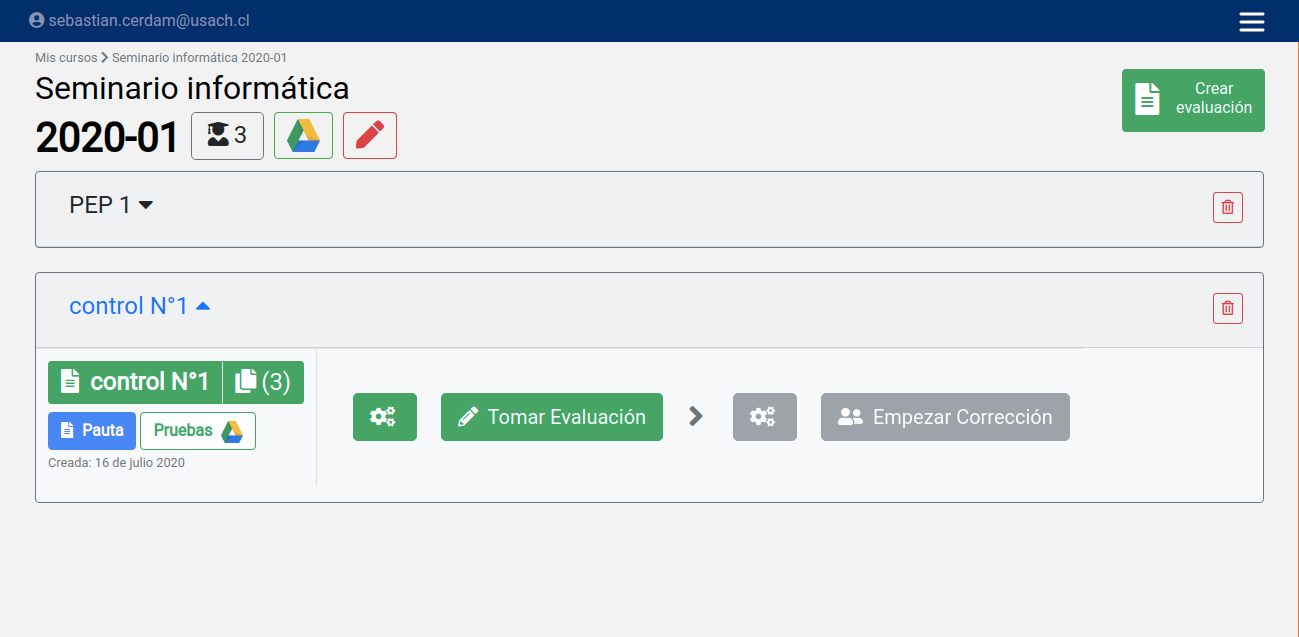 sebastian.cerdam@usach.cl
Mis cursos > Seminario informática 2020-01
Seminario informática
2020-01 3
Crear
evaluación
PEP 1
control N°1
control N°1 (3)
Pauta Pruebas
Creada: 16 de julio 2020
Tomar Evaluación
Empezar Corrección